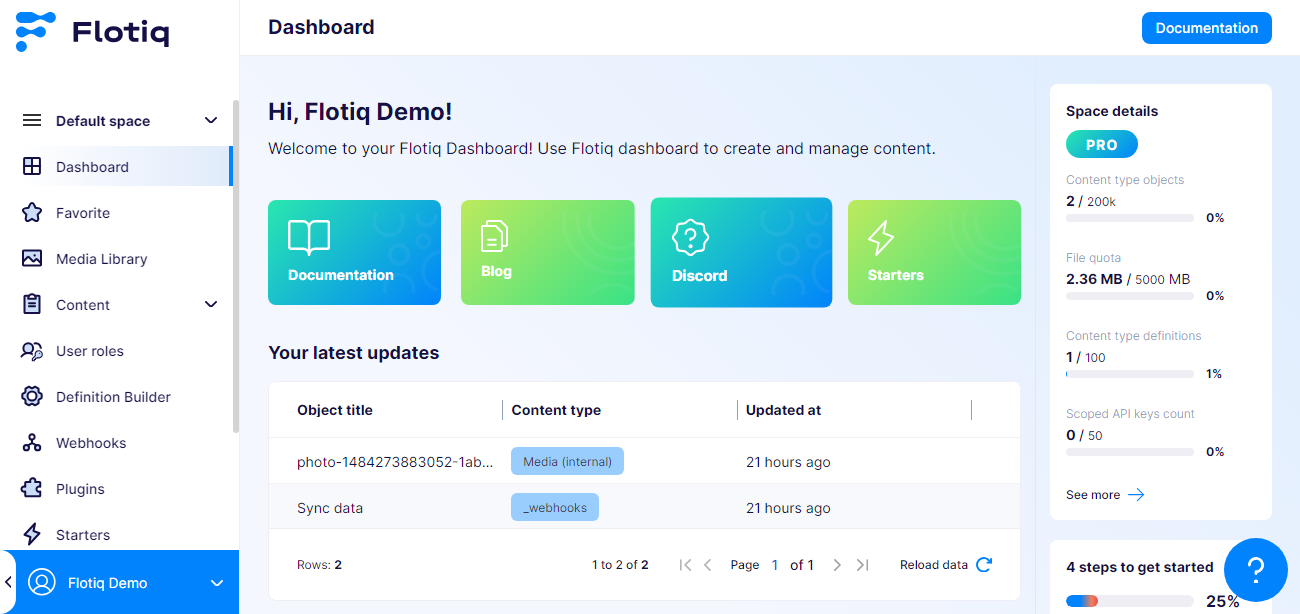 Flotiq
Default space
Dashboard
Favorite
Media Library
Content
User roles
Definition Builder
Webhooks
Plugins
Starters
Flotiq Demo
Dashboard
Documentation
Hi, Flotiq Demo!
Welcome to your Flotiq Dashboard! Use Flotiq dashboard to create and manage content.
Documentation
Blog
Discord
Starters
Your latest updates
Object title Content type Updated at
photo-1484273883052-1ab... Media (internal) 21 hours ago
Sync data _webhooks 21 hours ago
Rows: 2 1 to 2 of 2 Page 1 of 1 Reload data
Space details
PRO
Content type objects
2 / 200k
0%
File quota
2.36 MB / 5000 MB
0%
Content type definitions
1 / 100
1%
Scoped API keys count
0 / 50
0%
See more
4 steps to get started
25%
?